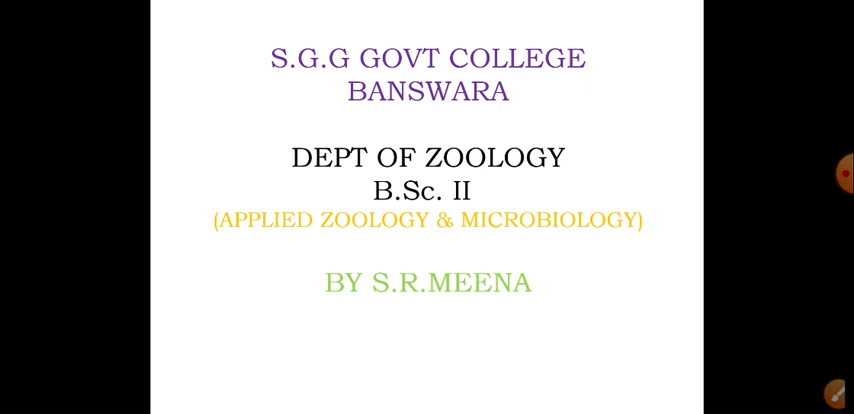 S.G.G GOVT COLLEGE
BANSWARA
DEPT OF ZOOLOGY
B.Sc. II
(APPLIED ZOOLOGY & MICROBIOLOGY)
BY S.R.MEENA